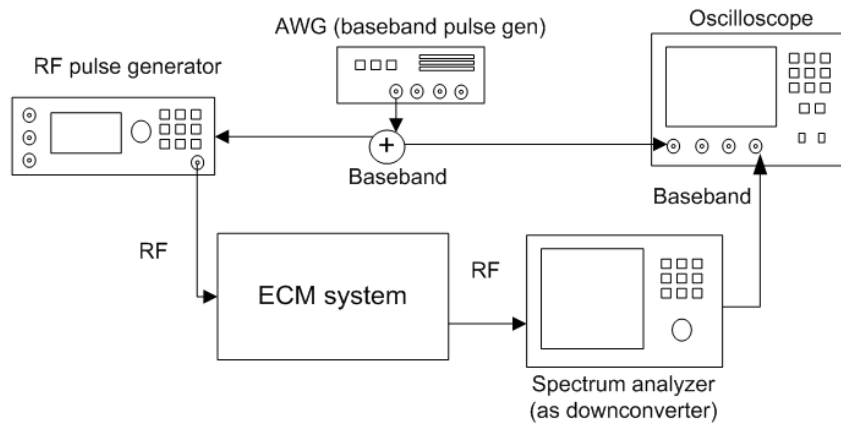 AWG (baseband pulse gen)
Oscilloscope
RF pulse generator
+
Baseband
Baseband
RF
ECM system
RF
Spectrum analyzer
(as downconverter)